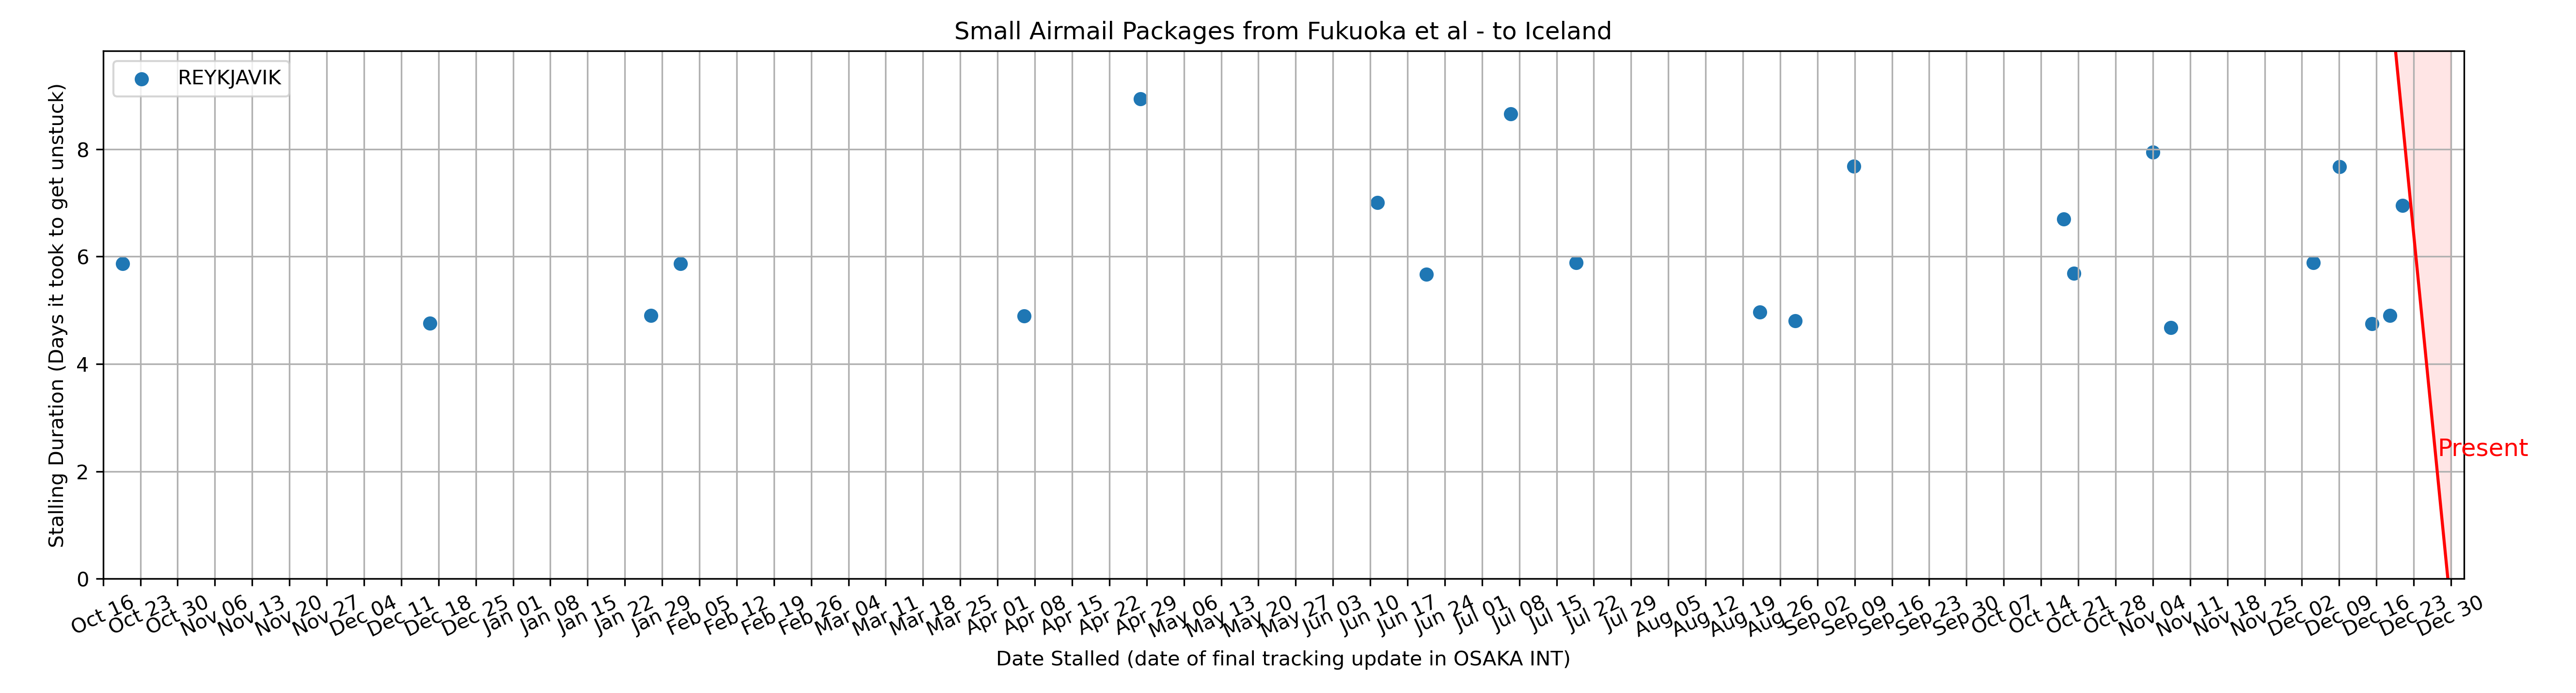 Small Airmail Packages from Fukuoka et al - to Iceland
REYKJAVIK
Stalling Duration (Days it took to get unstuck)
8
6
4
2
0
Present
Oct 16
Oct 23
Oct 30
Nov 06
Nov 13
Nov 20
Nov 27
Dec 04
Dec 11
Dec 18
Dec 25
Jan 01
Jan 08
Jan 15
Jan 22
Jan 29
Feb 05
Feb 12
Feb 19
Feb 26
Mar 04
Mar 11
Mar 18
Mar 25
Apr 01
Apr 08
Apr 15
Apr 22
Apr 29
May 06
May 13
May 20
May 27
Jun 03
Jun 10
Jun 17
Jun 24
Jul 01
Jul 08
Jul 15
Jul 22
Jul 29
Aug 05
Aug 12
Aug 19
Aug 26
Sep 02
Sep 09
Sep 16
Sep 23
Sep 30
Oct 07
Oct 14
Oct 21
Oct 28
Nov 04
Nov 11
Nov 18
Nov 25
Dec 02
Dec 09
Dec 16
Dec 23
Dec 30
Date Stalled (date of final tracking update in OSAKA INT)